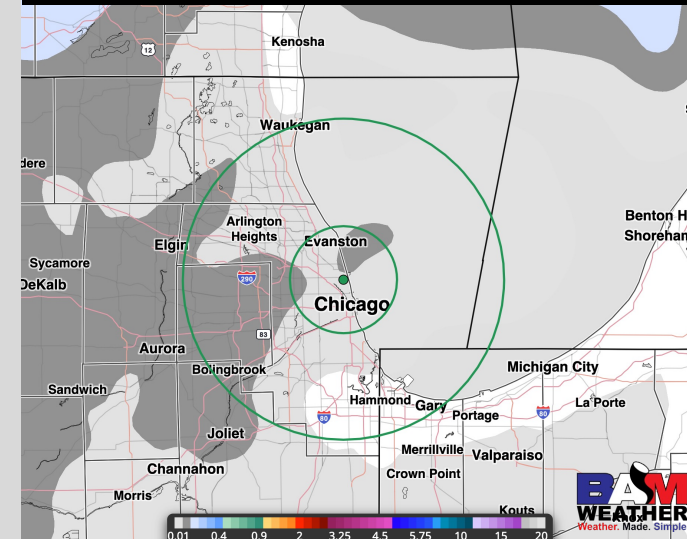 12
Kenosha
Waukegan
dere
Arlington
Heights
Evanston
Benton H
Shoreham
Elgin
Sycamore
DeKalb
290
Chicago
83
Aurora
Bolingbrook
Michigan City
Sandwich
Hammond
Gary
La Porte
80
80
Portage
Joliet
Merrillville
Valparaiso
Channahon
Crown Point
Morris
Kouts
BAM
WEATHER
Knox
Weather. Made. Simple
0.01 0.4 0.9 2 3.25 4.5 5.75 10 15 20